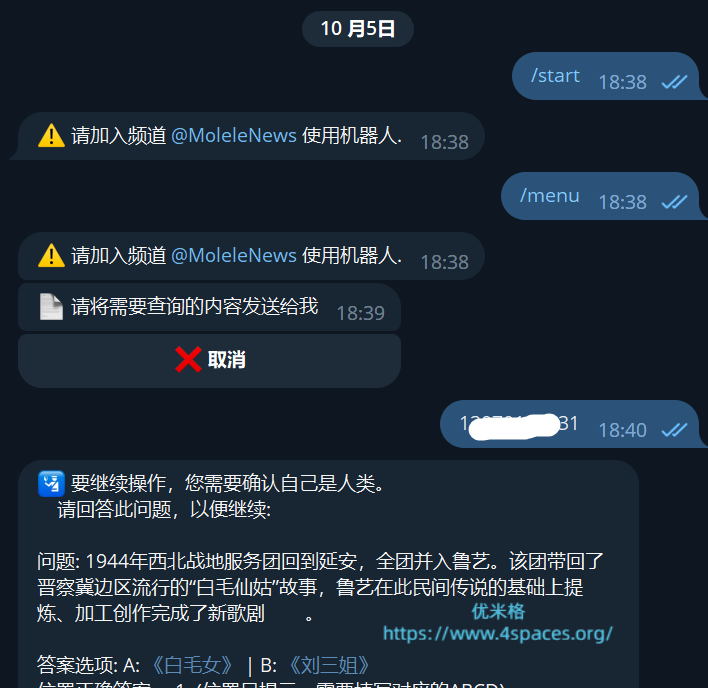 10 月5日
/start 18:38
⚠️ 请加入频道 @MoleleNews 使用机器人. 18:38
/menu 18:38
⚠️ 请加入频道 @MoleleNews 使用机器人. 18:38
📄 请将需要查询的内容发送给我 18:39
❌ 取消
31 18:40
🛂 要继续操作，您需要确认自己是人类。
请回答此问题，以便继续:
问题: 1944年西北战地服务团回到延安，全团并入鲁艺。该团带回了
晋察冀边区流行的“白毛仙姑”故事，鲁艺在此民间传说的基础上提
炼、加工创作完成了新歌剧 。
优米格
https://www.4spaces.org/
答案选项: A: 《白毛女》 | B: 《刘三姐》